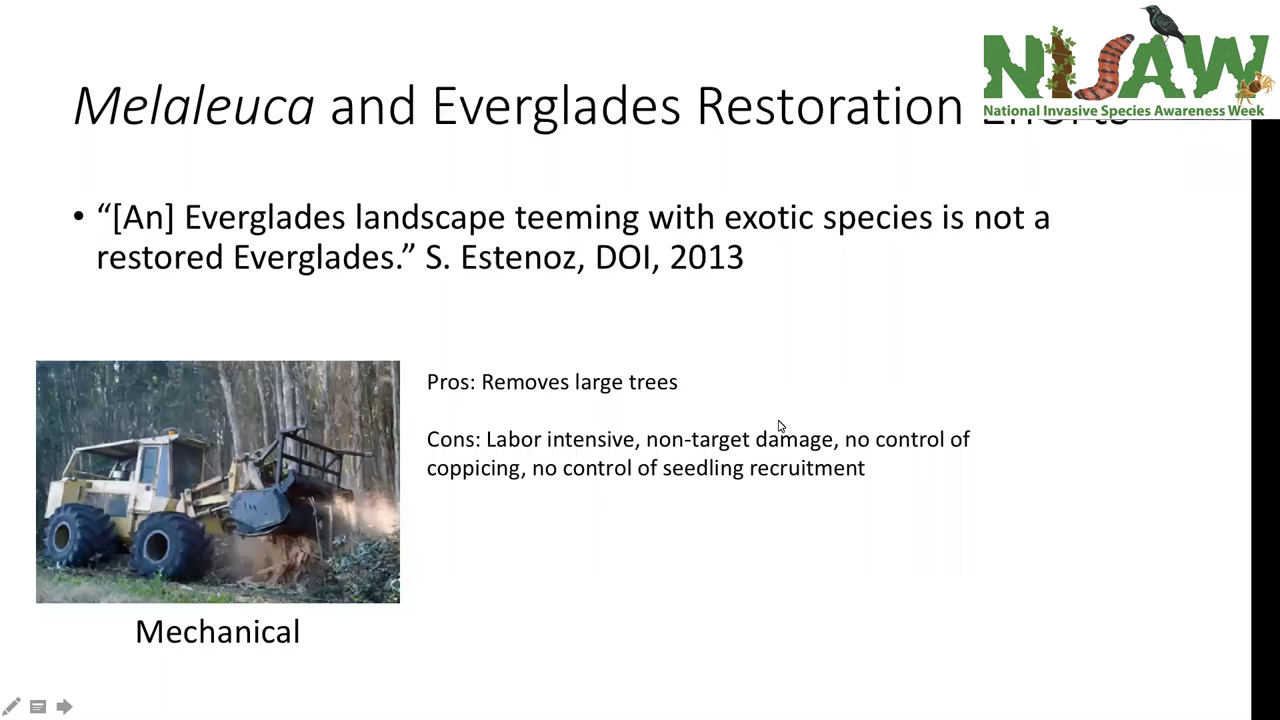 NISAW
National Invasive Species Awareness Week
Melaleuca and Everglades Restoration
• “[An] Everglades landscape teeming with exotic species is not a
restored Everglades.” S. Estenoz, DOI, 2013
Pros: Removes large trees
Cons: Labor intensive, non-target damage, no control of
coppicing, no control of seedling recruitment
Mechanical